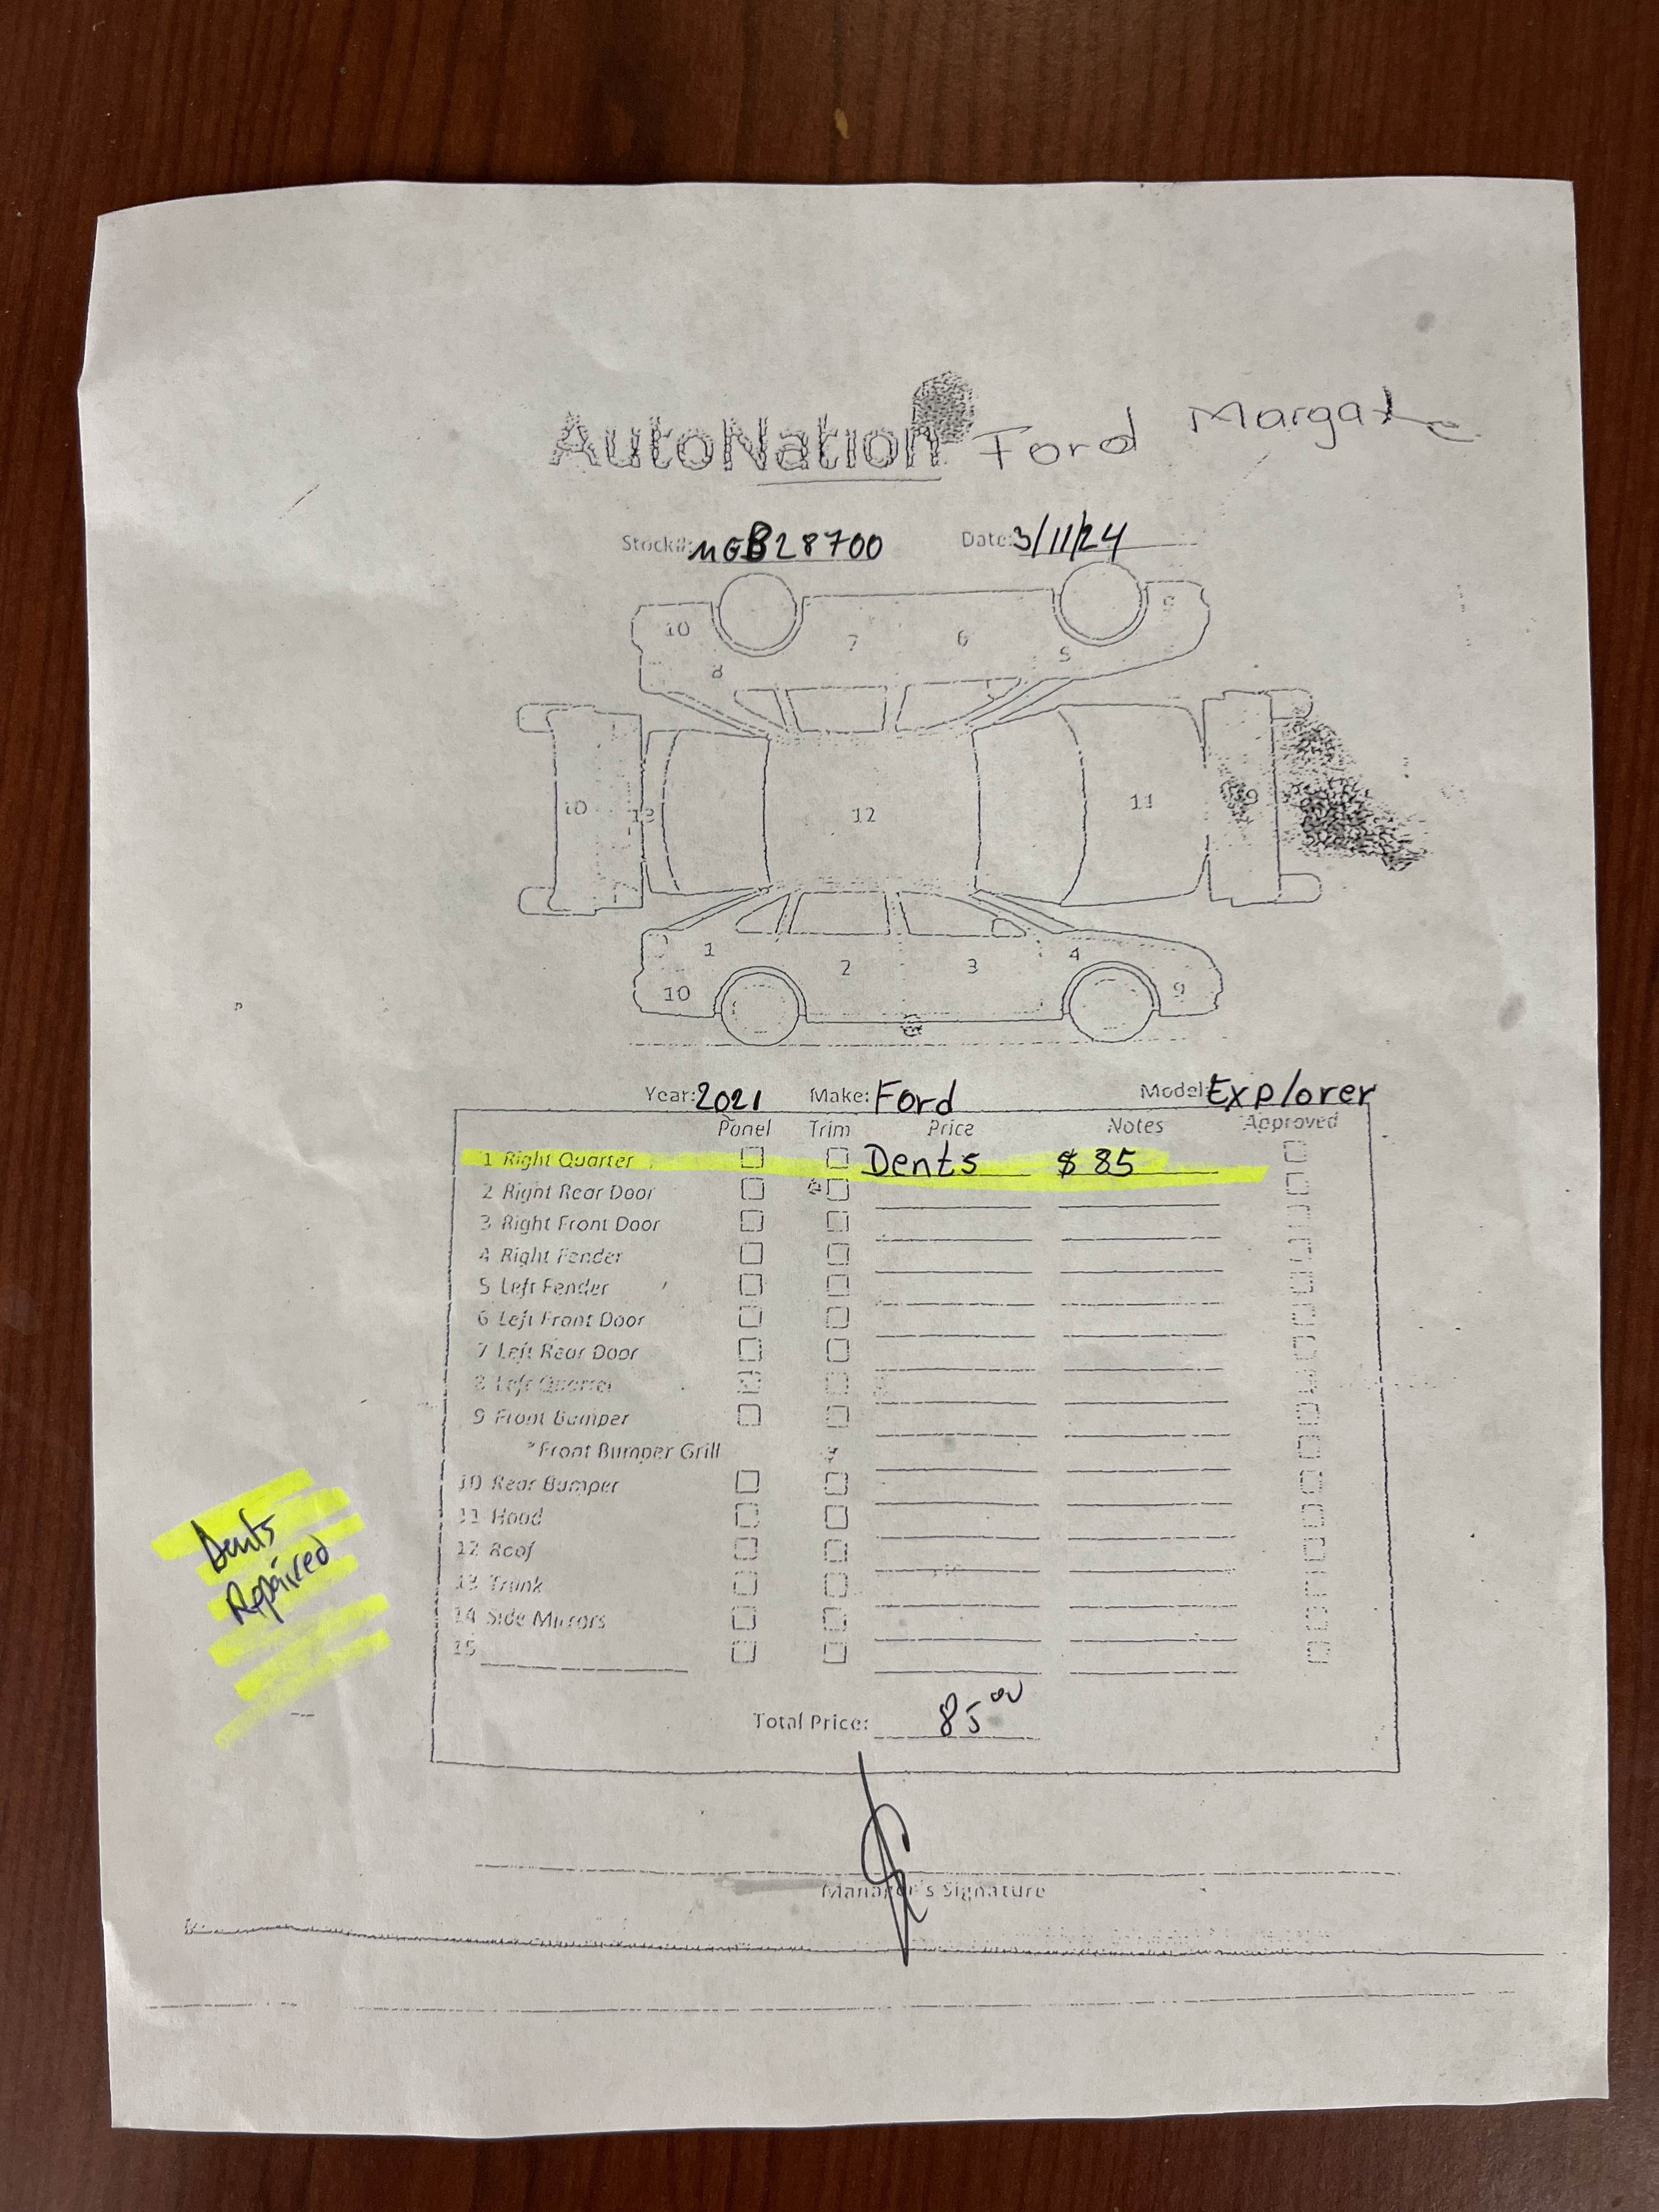 AutoNation Ford Margate
Stock#: MGB28700 Date: 3/11/24
10 7 6 5 9
8
10 13 12 11 9
1 2 3 4
10 9
Year: 2021 Make: Ford Model: Explorer
Panel Trim Price Notes Approved
1 Right Quarter Dents $85
2 Right Rear Door
3 Right Front Door
4 Right Fender
5 Left Fender
6 Left Front Door
7 Left Rear Door
8 Left Quarter
9 Front Bumper
*Front Bumper Grill
10 Rear Bumper
11 Hood
12 Roof
13 Trunk
14 Side Mirrors
15
Dents
Repaired
Total Price: 85.00
Manager's Signature